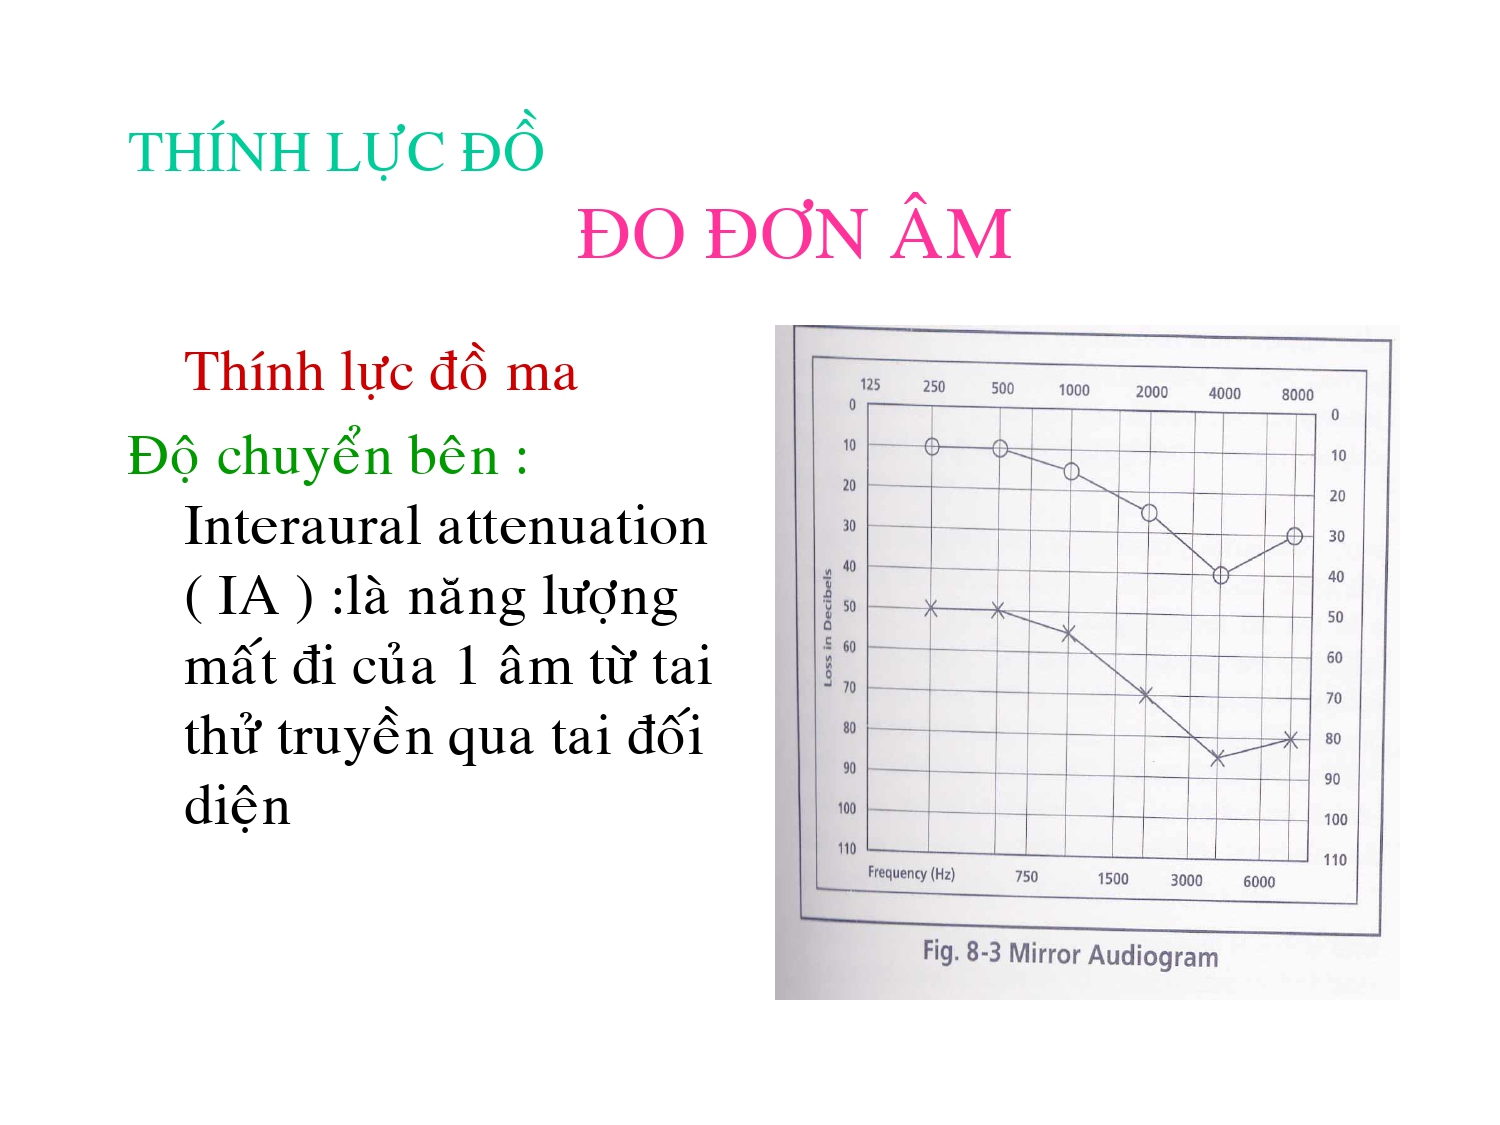 THÍNH LỰC ĐỒ
ĐO ĐƠN ÂM
Thính lực đồ ma
Độ chuyển bên :
Interaural attenuation
( IA ) :là năng lượng
mất đi của 1 âm từ tai
thử truyền qua tai đối
diện
125 250 500 1000 2000 4000 8000
0 0
10 10
20 20
30 30
40 40
50 50
60 60
70 70
80 80
90 90
100 100
110 110
Loss in Decibels
Frequency (Hz) 750 1500 3000 6000
Fig. 8-3 Mirror Audiogram